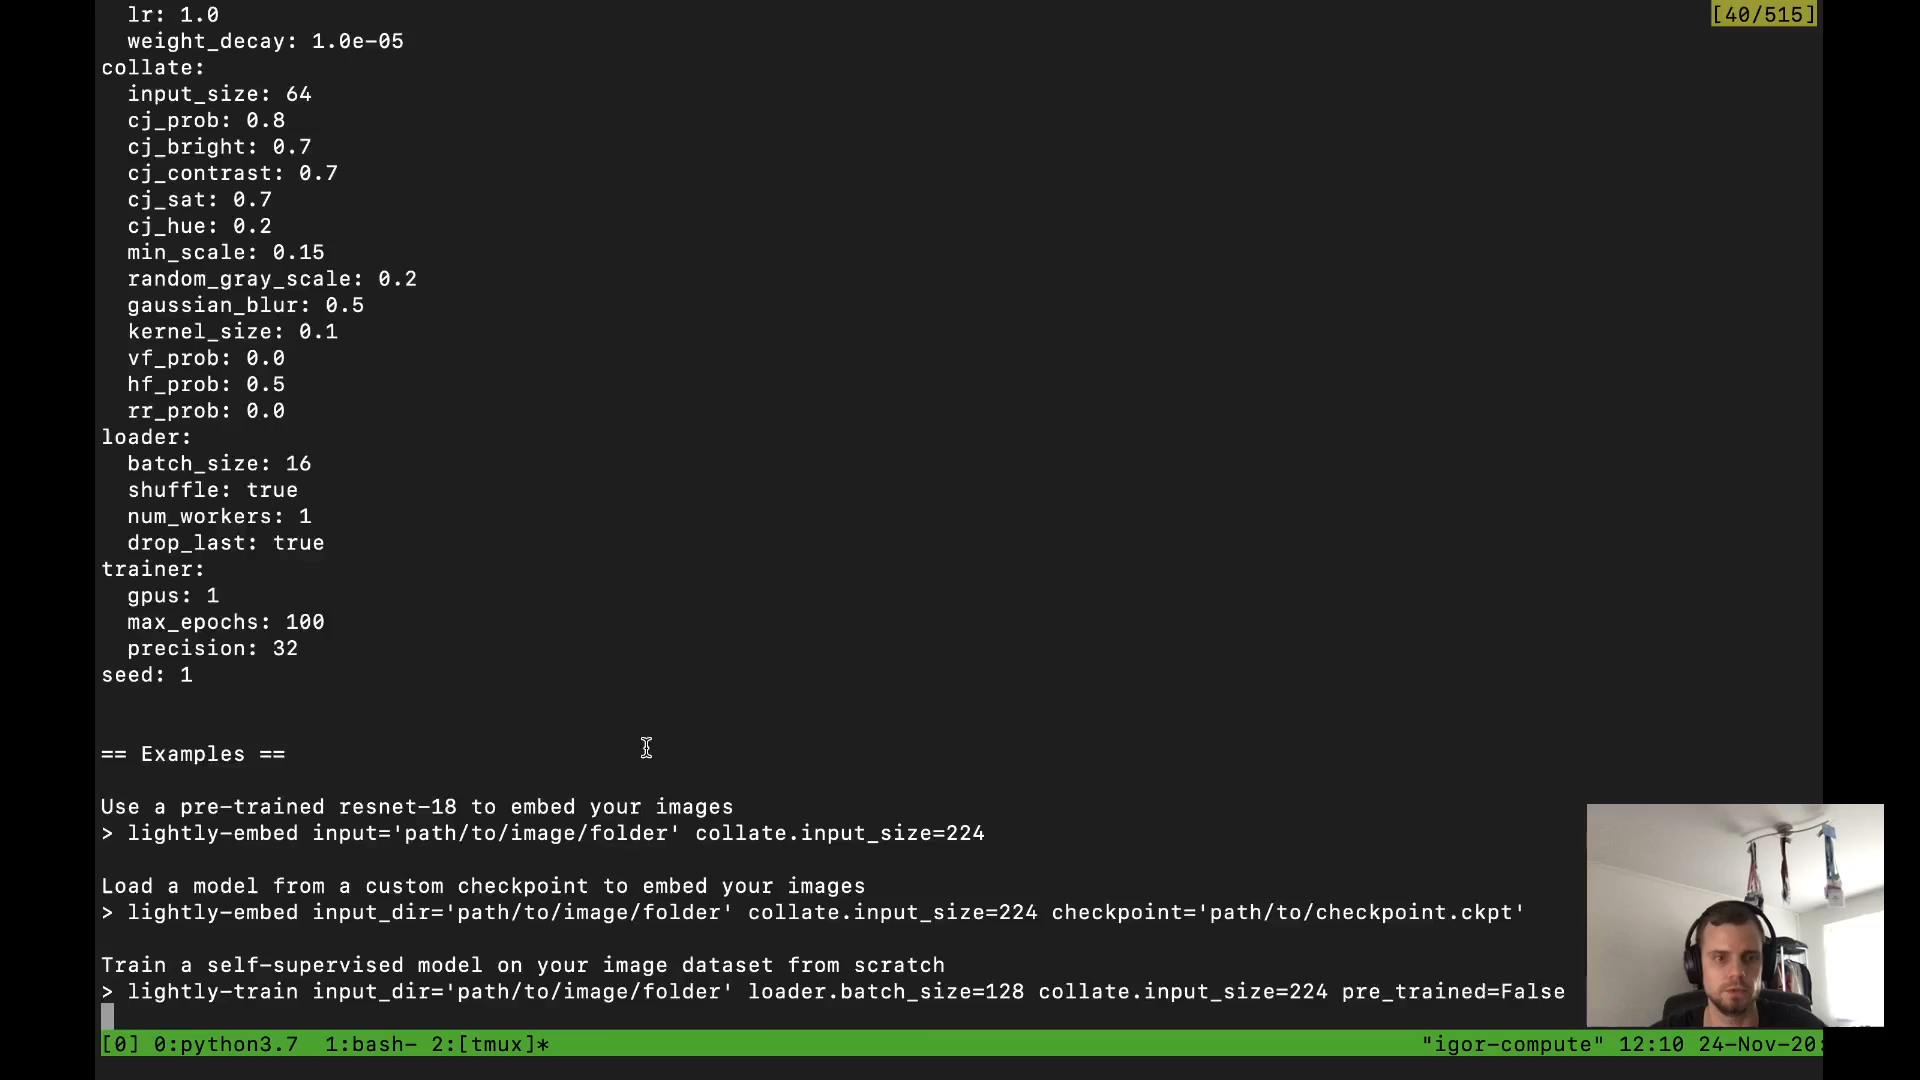 lr: 1.0
[40/515]
weight_decay: 1.0e-05
collate:
input_size: 64
cj_prob: 0.8
cj_bright: 0.7
cj_contrast: 0.7
cj_sat: 0.7
cj_hue: 0.2
min_scale: 0.15
random_gray_scale: 0.2
gaussian_blur: 0.5
kernel_size: 0.1
vf_prob: 0.0
hf_prob: 0.5
rr_prob: 0.0
loader:
batch_size: 16
shuffle: true
num_workers: 1
drop_last: true
trainer:
gpus: 1
max_epochs: 100
precision: 32
seed: 1
== Examples ==
Use a pre-trained resnet-18 to embed your images
> lightly-embed input='path/to/image/folder' collate.input_size=224
Load a model from a custom checkpoint to embed your images
> lightly-embed input_dir='path/to/image/folder' collate.input_size=224 checkpoint='path/to/checkpoint.ckpt'
Train a self-supervised model on your image dataset from scratch
> lightly-train input_dir='path/to/image/folder' loader.batch_size=128 collate.input_size=224 pre_trained=False
[0] 0:python3.7  1:bash- 2:[tmux]* "igor-compute" 12:10 24-Nov-20